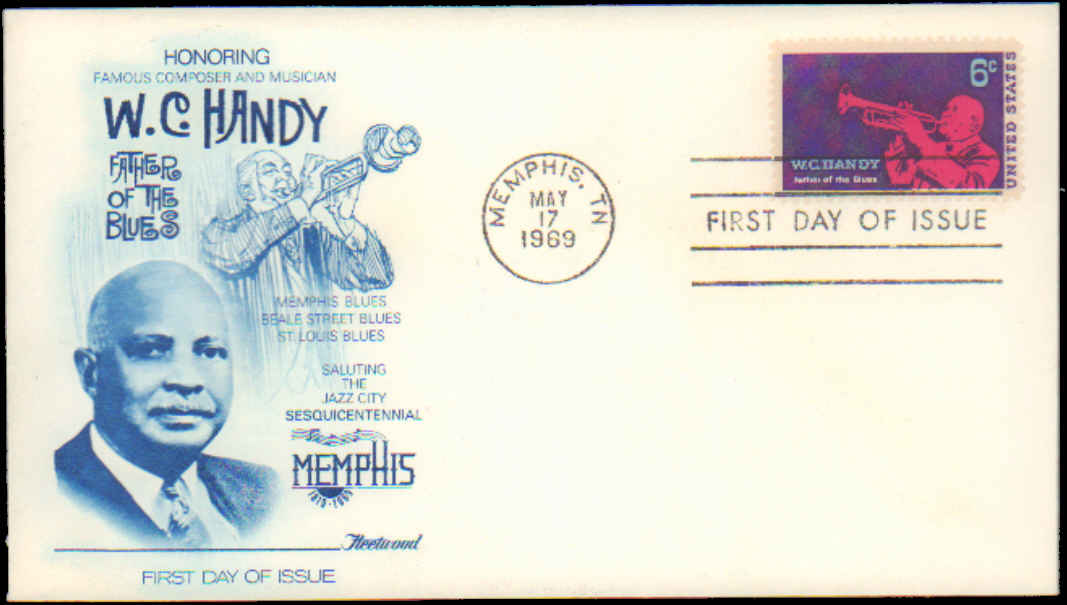 HONORING
FAMOUS COMPOSER AND MUSICIAN
W.C. HANDY
FATHER
OF THE
BLUES
MEMPHIS BLUES
BEALE STREET BLUES
ST. LOUIS BLUES
SALUTING
THE
JAZZ CITY
SESQUICENTENNIAL
MEMPHIS
1819-1969
Fleetwood
FIRST DAY OF ISSUE
MEMPHIS, TN
MAY
17
1969
6c
UNITED STATES
W.C.HANDY
Father of the Blues
FIRST DAY OF ISSUE